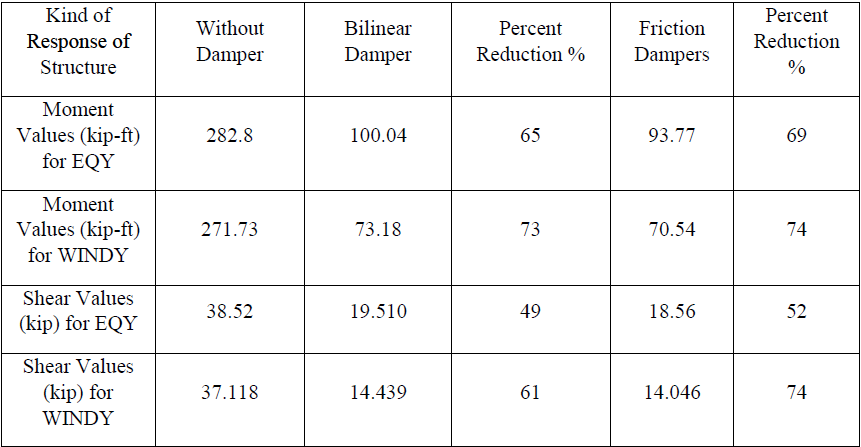 Kind of
Response of
Structure
Without
Damper
Bilinear
Damper
Percent
Reduction %
Friction
Dampers
Percent
Reduction
%
Moment
Values (kip-ft)
for EQY
282.8
100.04
65
93.77
69
Moment
Values (kip-ft)
for WINDY
271.73
73.18
73
70.54
74
Shear Values
(kip) for EQY
38.52
19.510
49
18.56
52
Shear Values
(kip) for
WINDY
37.118
14.439
61
14.046
74